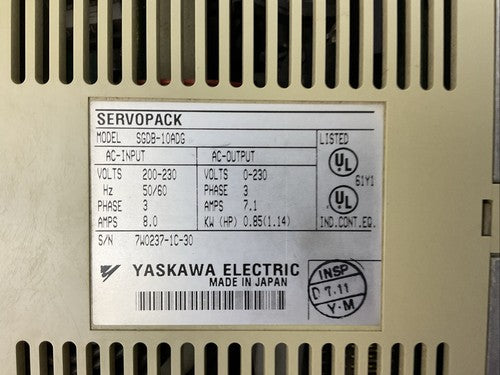 SERVOPACK
MODEL SGDB-10ADG
LISTED
AC-INPUT AC-OUTPUT
UL
VOLTS 200-230 VOLTS 0-230
61Y1
Hz 50/60 PHASE 3
PHASE 3 AMPS 7.1
UL
AMPS 8.0 KW (HP) 0.85(1.14)
IND.CONT.EQ.
S/N 7W0237-1C-30
YASKAWA ELECTRIC
MADE IN JAPAN
INSP
D 7.11
Y·M